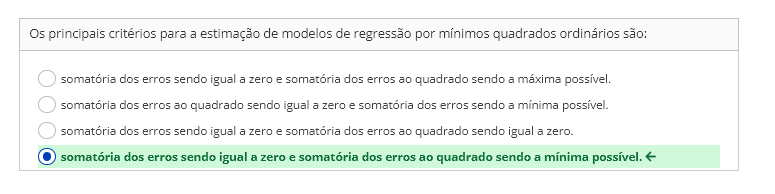 Os principais critérios para a estimação de modelos de regressão por mínimos quadrados ordinários são:
somatória dos erros sendo igual a zero e somatória dos erros ao quadrado sendo a máxima possível.
somatória dos erros ao quadrado sendo igual a zero e somatória dos erros sendo a mínima possível.
somatória dos erros sendo igual a zero e somatória dos erros ao quadrado sendo igual a zero.
somatória dos erros sendo igual a zero e somatória dos erros ao quadrado sendo a mínima possível. ←